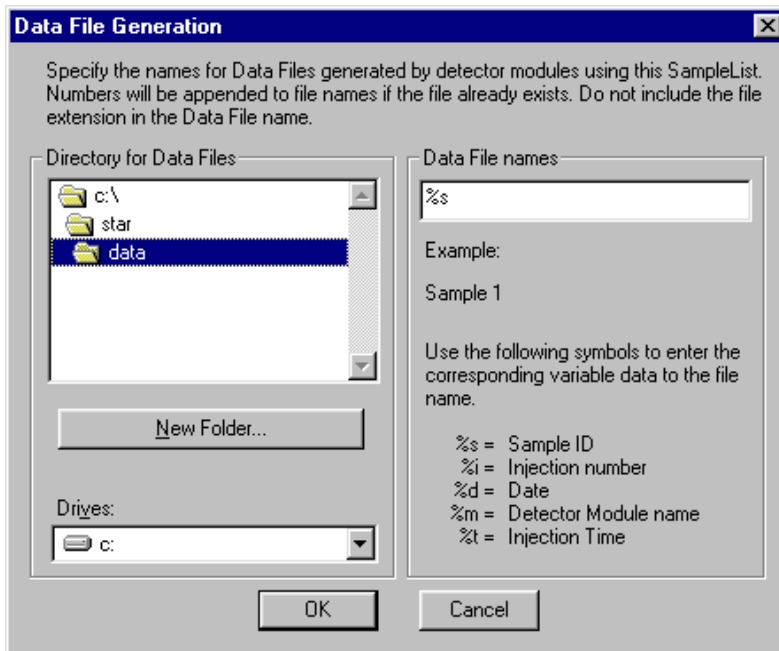 Data File Generation
Specify the names for Data Files generated by detector modules using this SampleList.
Numbers will be appended to file names if the file already exists. Do not include the file
extension in the Data File name.
Directory for Data Files
c:\
star
data
New Folder...
Drives:
c:
Data File names
%s
Example:
Sample 1
Use the following symbols to enter the
corresponding variable data to the file
name.
%s = Sample ID
%i = Injection number
%d = Date
%m = Detector Module name
%t = Injection Time
OK
Cancel